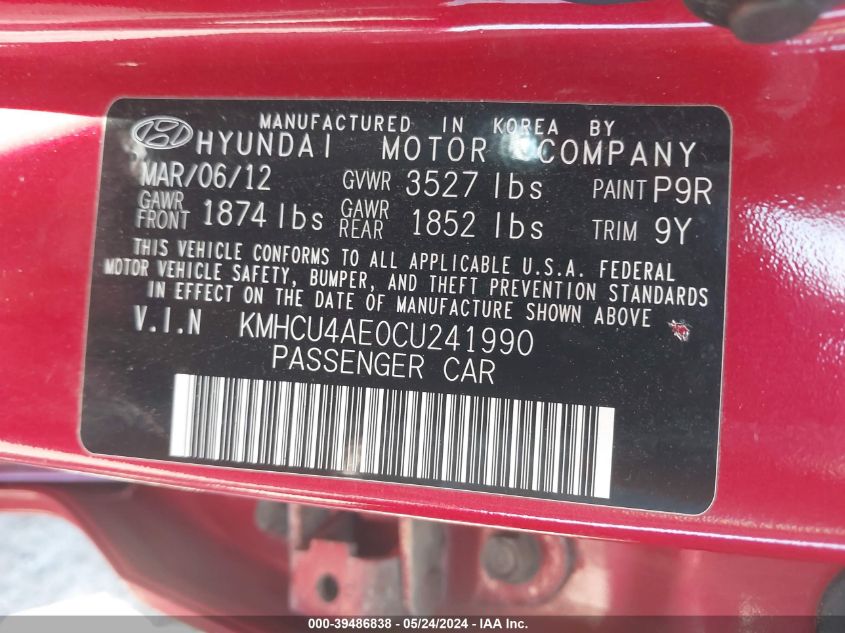 MANUFACTURED IN KOREA BY
HYUNDAI MOTOR COMPANY
MAR/06/12 GVWR 3527 lbs PAINT P9R
GAWR FRONT 1874 lbs GAWR REAR 1852 lbs TRIM 9Y
THIS VEHICLE CONFORMS TO ALL APPLICABLE U.S.A. FEDERAL
MOTOR VEHICLE SAFETY, BUMPER, AND THEFT PREVENTION STANDARDS
IN EFFECT ON THE DATE OF MANUFACTURE SHOWN ABOVE
V.I.N KMHCU4AE0CU241990
PASSENGER CAR
000-39486838 - 05/24/2024 - IAA Inc.